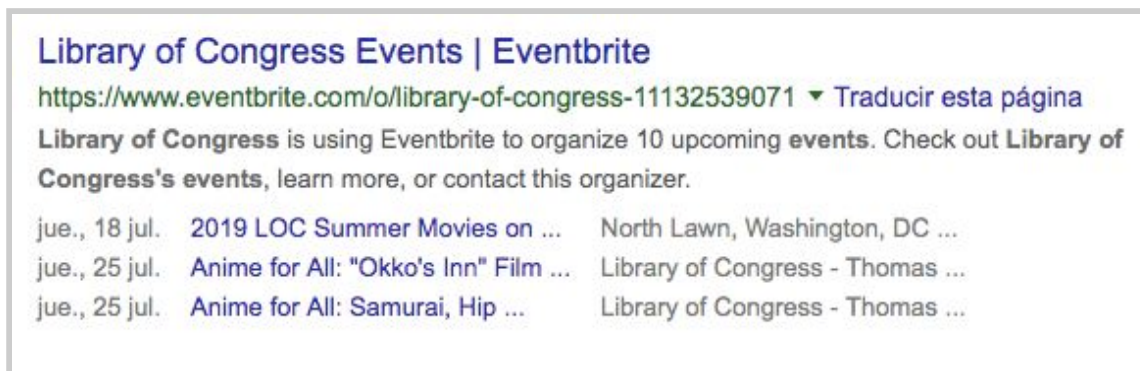 Library of Congress Events | Eventbrite
https://www.eventbrite.com/o/library-of-congress-11132539071 ▾ Traducir esta página
Library of Congress is using Eventbrite to organize 10 upcoming events. Check out Library of
Congress's events, learn more, or contact this organizer.
jue., 18 jul. 2019 LOC Summer Movies on ... North Lawn, Washington, DC ...
jue., 25 jul. Anime for All: "Okko's Inn" Film ... Library of Congress - Thomas ...
jue., 25 jul. Anime for All: Samurai, Hip ... Library of Congress - Thomas ...